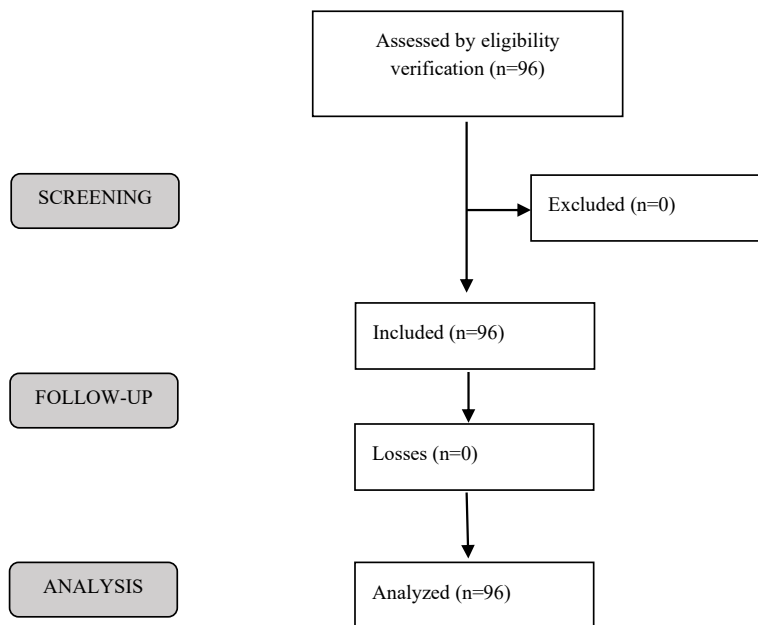 Assessed by eligibility
verification (n=96)
SCREENING
Excluded (n=0)
Included (n=96)
FOLLOW-UP
Losses (n=0)
ANALYSIS
Analyzed (n=96)